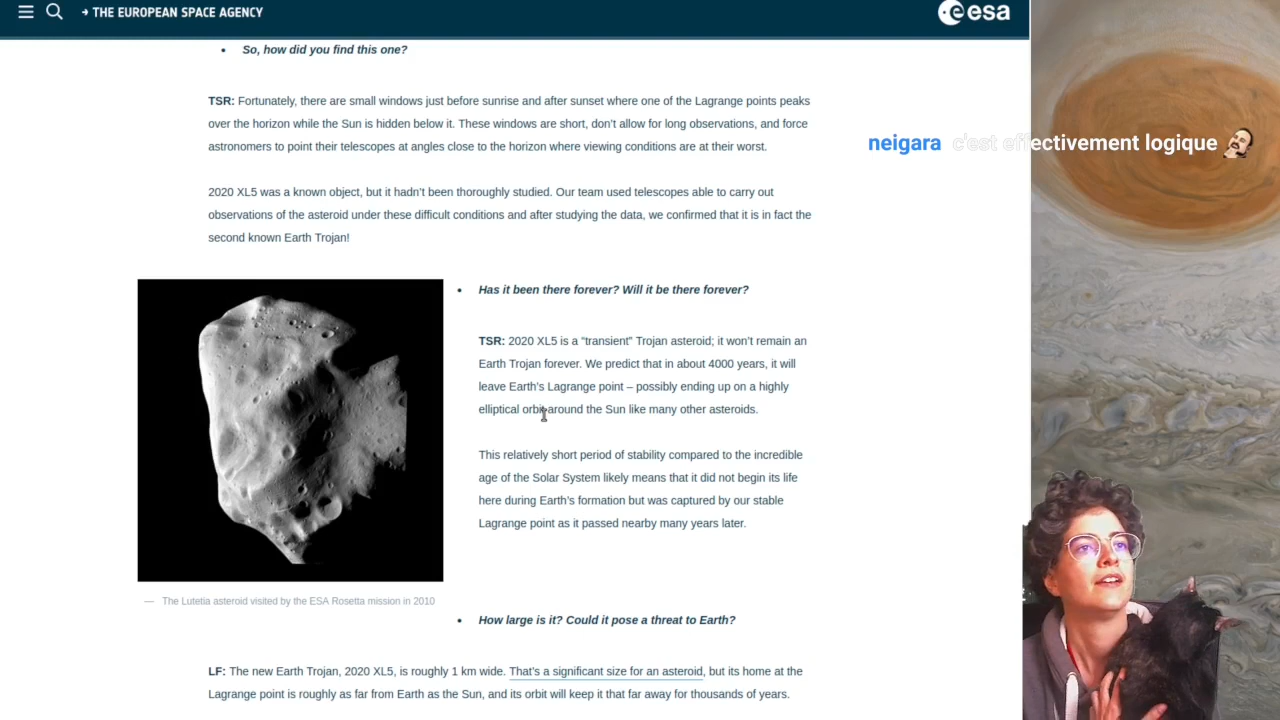 → THE EUROPEAN SPACE AGENCY
esa
• So, how did you find this one?
TSR: Fortunately, there are small windows just before sunrise and after sunset where one of the Lagrange points peaks
over the horizon while the Sun is hidden below it. These windows are short, don’t allow for long observations, and force
astronomers to point their telescopes at angles close to the horizon where viewing conditions are at their worst.
neigara c'est effectivement logique
2020 XL5 was a known object, but it hadn’t been thoroughly studied. Our team used telescopes able to carry out
observations of the asteroid under these difficult conditions and after studying the data, we confirmed that it is in fact the
second known Earth Trojan!
• Has it been there forever? Will it be there forever?
TSR: 2020 XL5 is a “transient” Trojan asteroid; it won’t remain an
Earth Trojan forever. We predict that in about 4000 years, it will
leave Earth’s Lagrange point – possibly ending up on a highly
elliptical orbit around the Sun like many other asteroids.
This relatively short period of stability compared to the incredible
age of the Solar System likely means that it did not begin its life
here during Earth’s formation but was captured by our stable
Lagrange point as it passed nearby many years later.
— The Lutetia asteroid visited by the ESA Rosetta mission in 2010
• How large is it? Could it pose a threat to Earth?
LF: The new Earth Trojan, 2020 XL5, is roughly 1 km wide. That’s a significant size for an asteroid, but its home at the
Lagrange point is roughly as far from Earth as the Sun, and its orbit will keep it that far away for thousands of years.